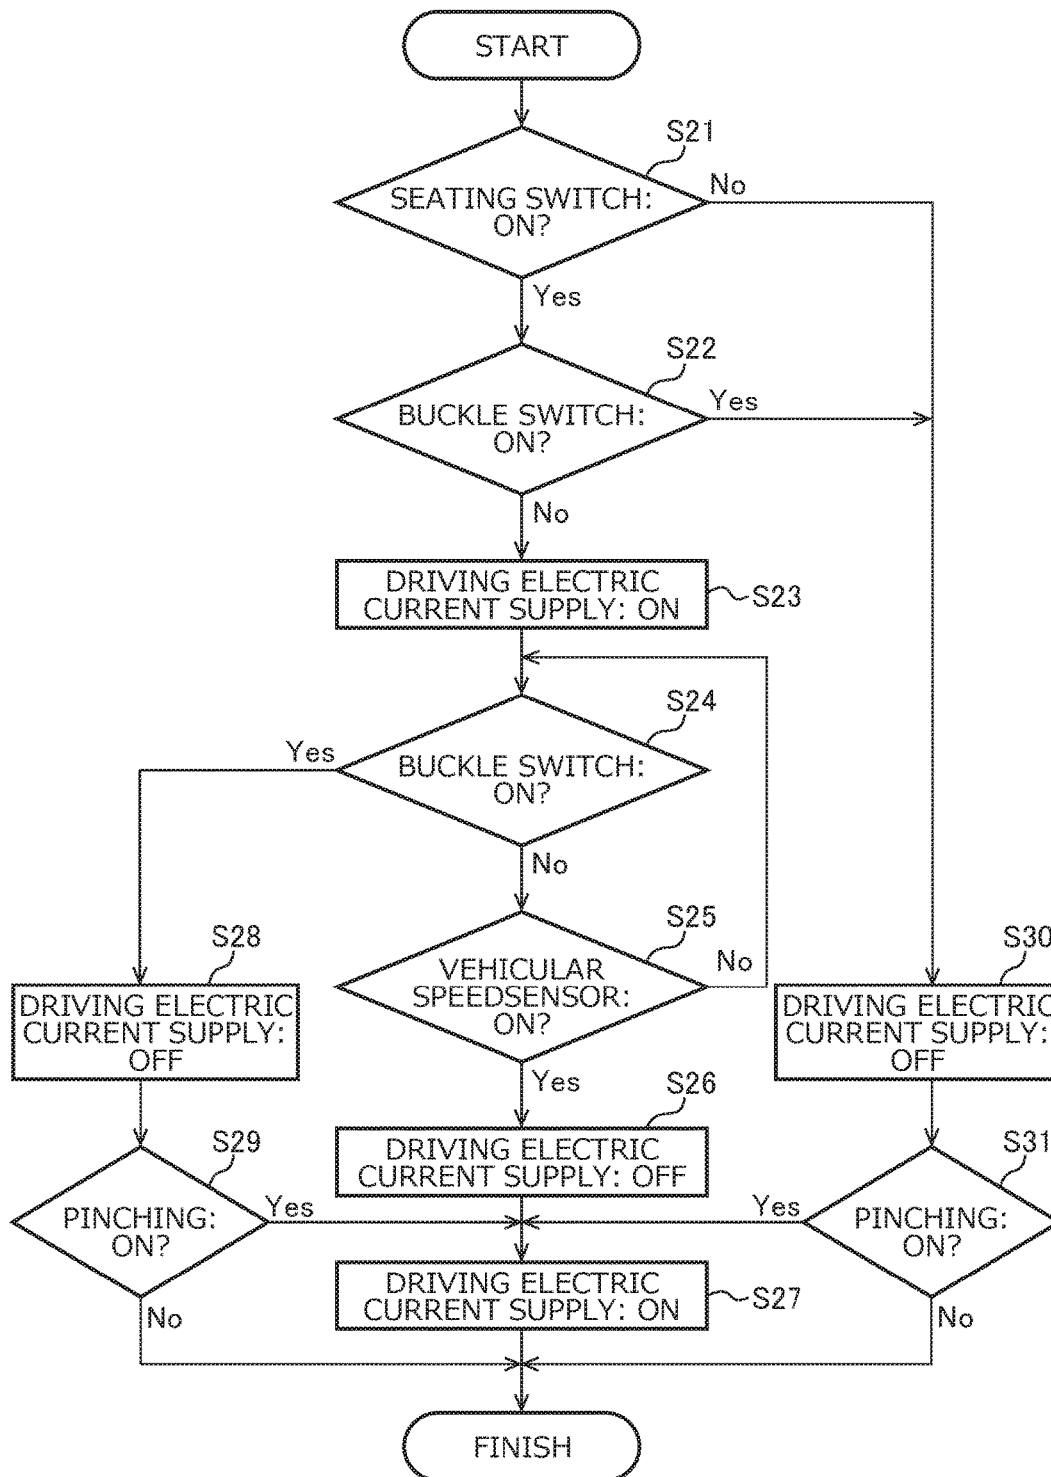 START
S21
SEATING SWITCH:
ON?
No
Yes
S22
BUCKLE SWITCH:
ON?
Yes
No
DRIVING ELECTRIC
CURRENT SUPPLY: ON
S23
S24
Yes
BUCKLE SWITCH:
ON?
No
S25
VEHICULAR
SPEEDSENSOR:
ON?
No
Yes
S28
DRIVING ELECTRIC
CURRENT SUPPLY:
OFF
S30
DRIVING ELECTRIC
CURRENT SUPPLY:
OFF
S26
DRIVING ELECTRIC
CURRENT SUPPLY: OFF
S29
PINCHING:
ON?
Yes
No
S31
Yes
PINCHING:
ON?
No
DRIVING ELECTRIC
CURRENT SUPPLY: ON
S27
FINISH